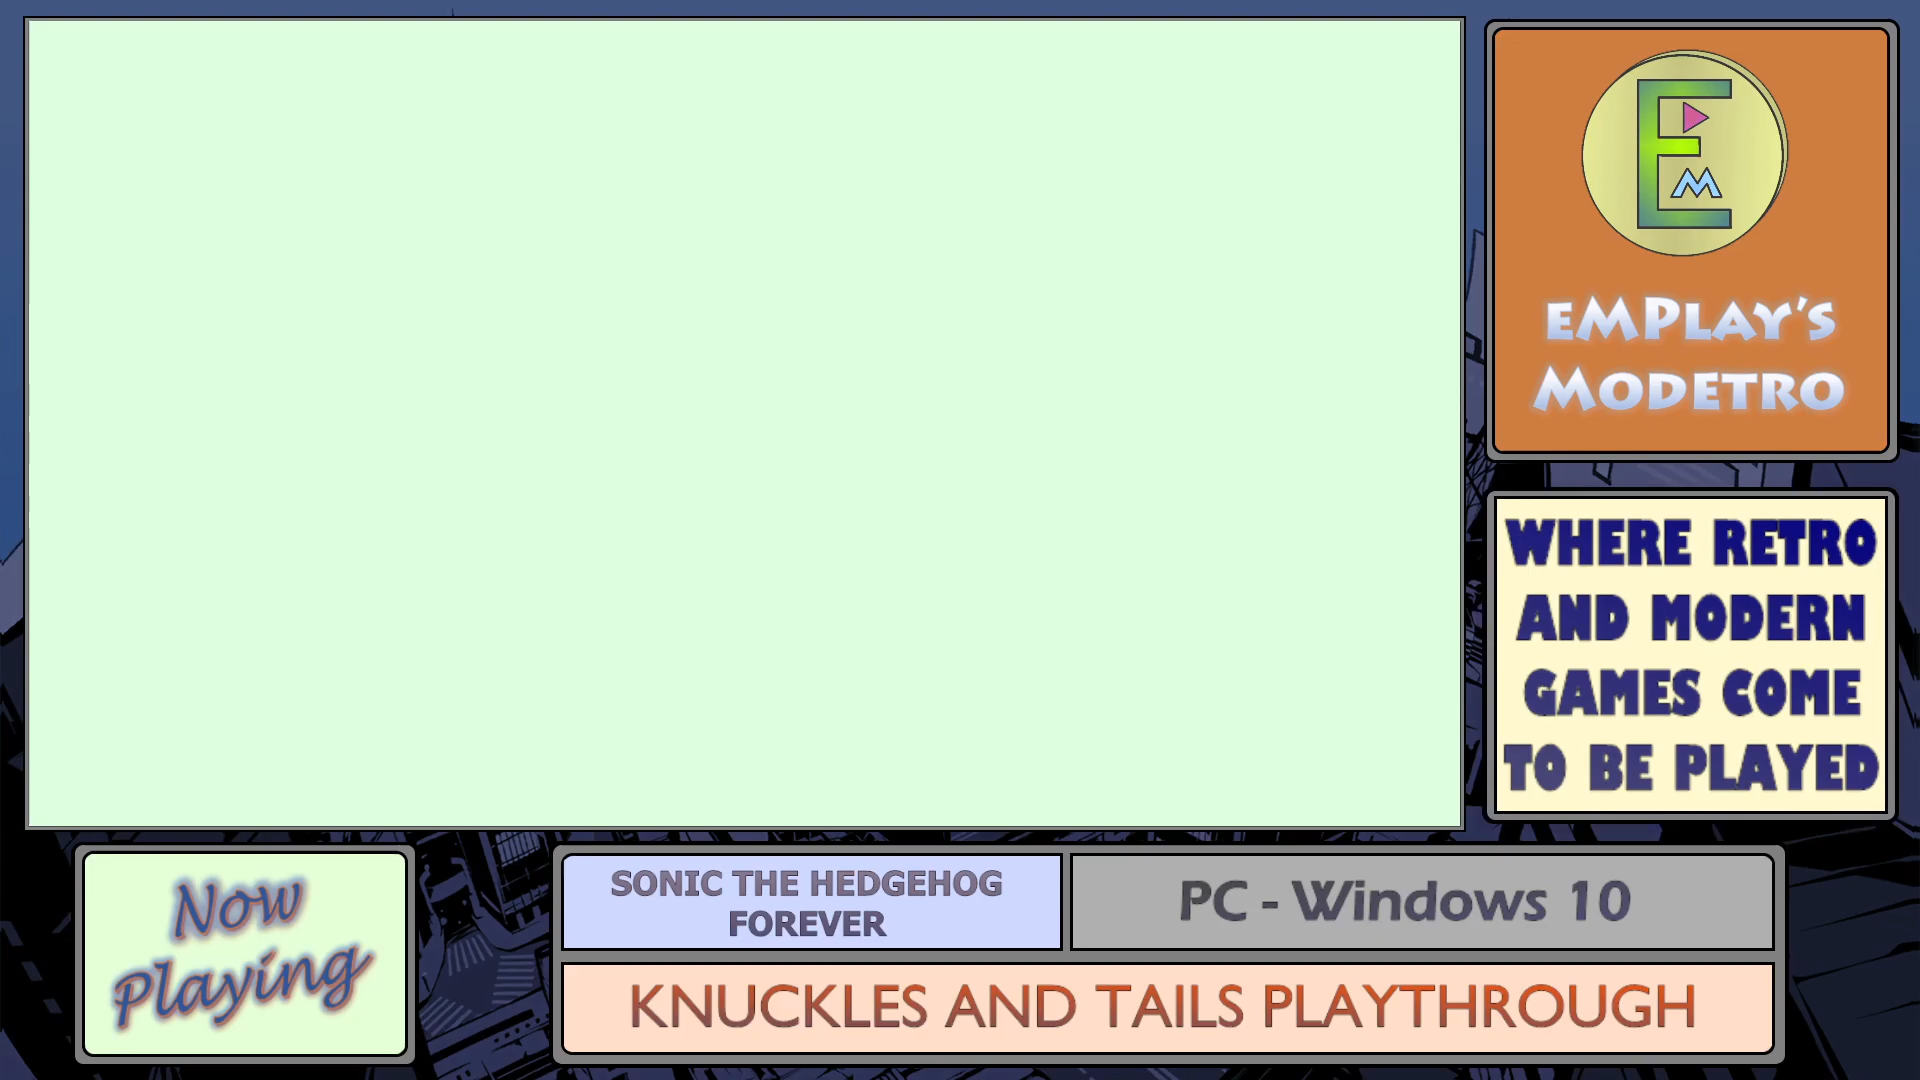 EM
EMPLAY'S
MODETRO
WHERE RETRO
AND MODERN
GAMES COME
TO BE PLAYED
Now
Playing
SONIC THE HEDGEHOG
FOREVER
PC - Windows 10
KNUCKLES AND TAILS PLAYTHROUGH